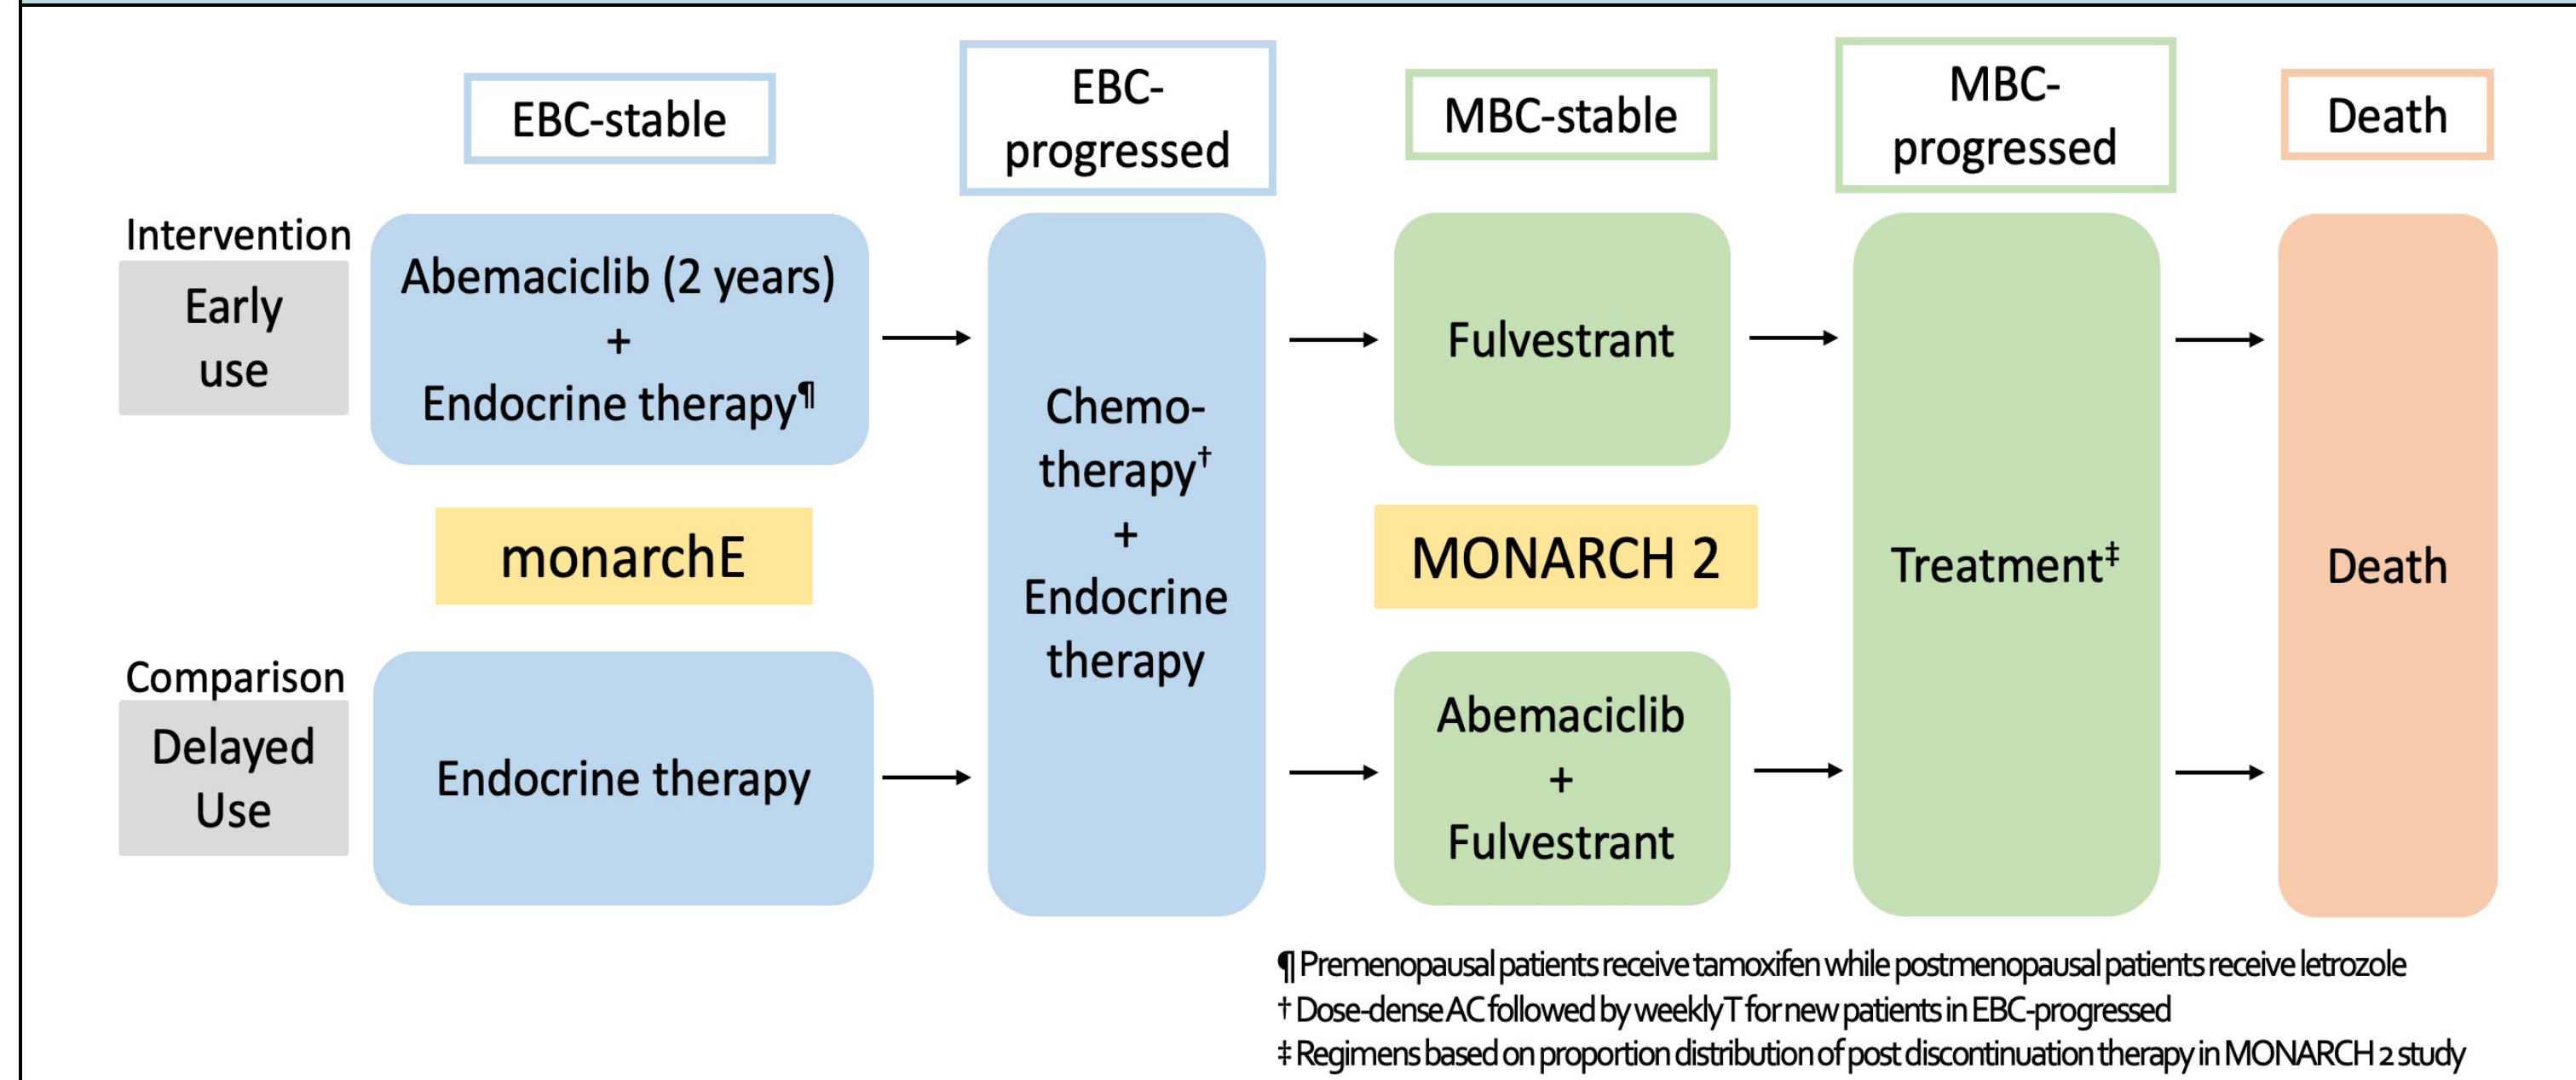 EBC-stable
EBC-
progressed
MBC-stable
MBC-
progressed
Death
Intervention
Early
use
Abemaciclib (2 years)
+
Endocrine therapy¶
monarchE
Comparison
Delayed
Use
Endocrine therapy
Chemo-
therapy†
+
Endocrine
therapy
Fulvestrant
MONARCH 2
Abemaciclib
+
Fulvestrant
Treatment‡
Death
¶ Premenopausal patients receive tamoxifen while postmenopausal patients receive letrozole
† Dose-dense AC followed by weekly T for new patients in EBC-progressed
‡ Regimens based on proportion distribution of post discontinuation therapy in MONARCH 2 study